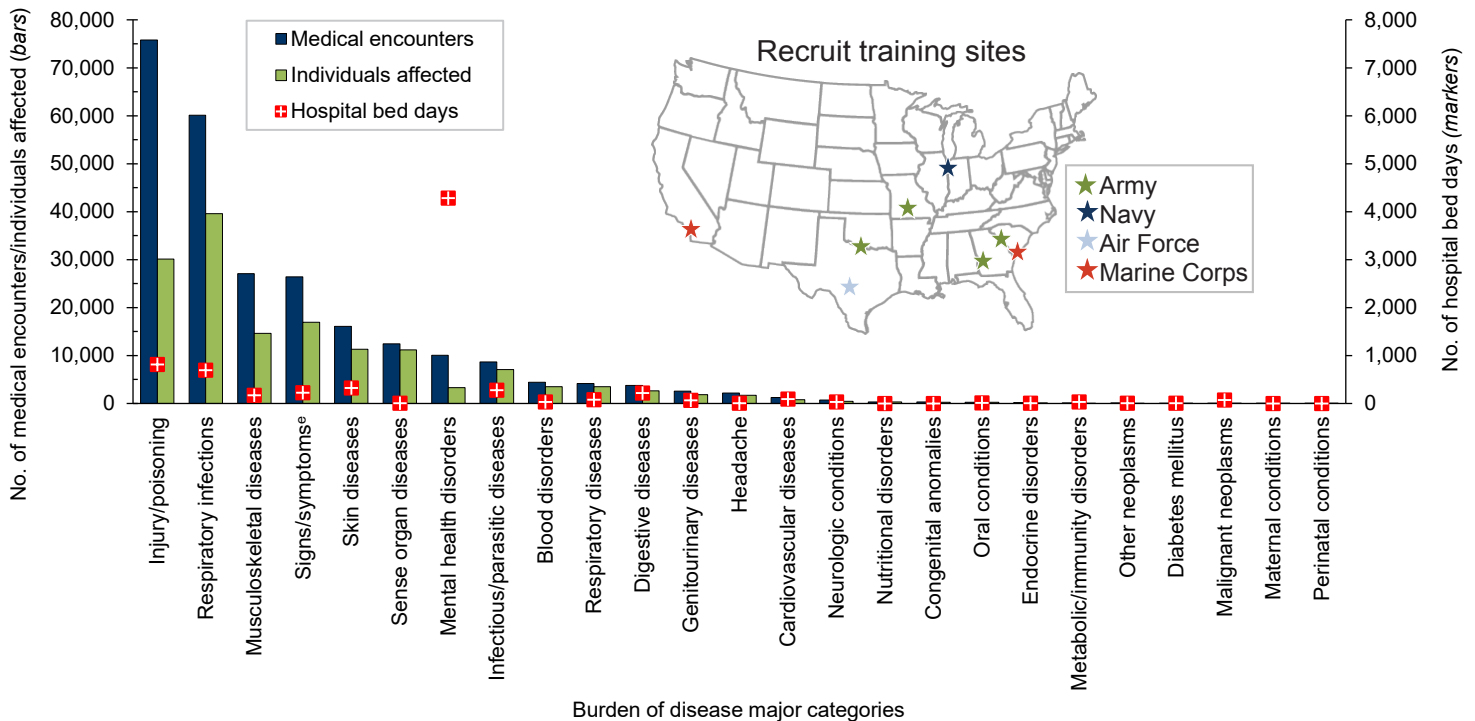 No. of medical encounters/individuals affected (bars)
80,000
70,000
60,000
50,000
40,000
30,000
20,000
10,000
0
Medical encounters
Individuals affected
Hospital bed days
Recruit training sites
Army
Navy
Air Force
Marine Corps
8,000
7,000
6,000
5,000
4,000
3,000
2,000
1,000
0
No. of hospital bed days (markers)
Injury/poisoning
Respiratory infections
Musculoskeletal diseases
Signs/symptomsᵉ
Skin diseases
Sense organ diseases
Mental health disorders
Infectious/parasitic diseases
Blood disorders
Respiratory diseases
Digestive diseases
Genitourinary diseases
Headache
Cardiovascular diseases
Neurologic conditions
Nutritional disorders
Congenital anomalies
Oral conditions
Endocrine disorders
Metabolic/immunity disorders
Other neoplasms
Diabetes mellitus
Malignant neoplasms
Maternal conditions
Perinatal conditions
Burden of disease major categories